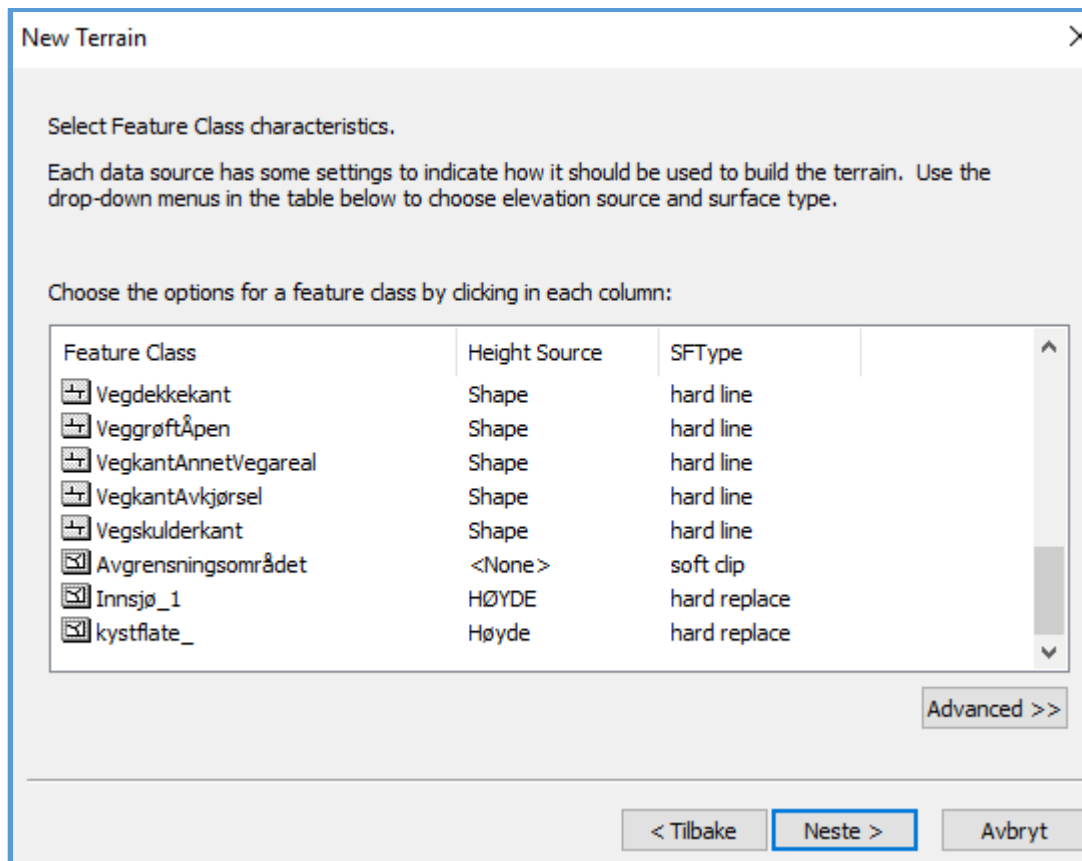 New Terrain
Select Feature Class characteristics.
Each data source has some settings to indicate how it should be used to build the terrain. Use the
drop-down menus in the table below to choose elevation source and surface type.
Choose the options for a feature class by clicking in each column:
Feature Class Height Source SFType
Vegdekkekant Shape hard line
VeggrøftÅpen Shape hard line
VegkantAnnetVegareal Shape hard line
VegkantAvkjørsel Shape hard line
Vegskulderkant Shape hard line
Avgrensningsområdet <None> soft clip
Innsjø_1 HØYDE hard replace
kystflate_ Høyde hard replace
Advanced >>
< Tilbake Neste > Avbryt